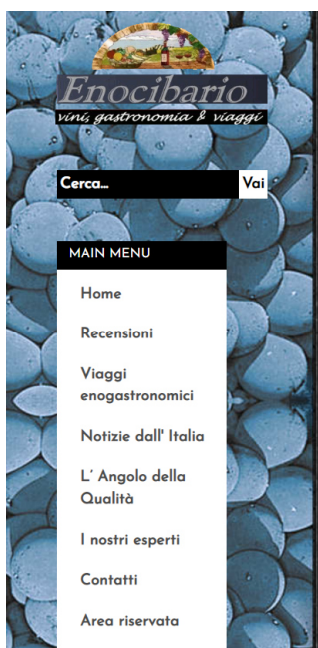 Enocibario
vini, gastronomia & viaggi
Cerca...
Vai
MAIN MENU
Home
Recensioni
Viaggi
enogastronomici
Notizie dall' Italia
L’ Angolo della
Qualità
I nostri esperti
Contatti
Area riservata